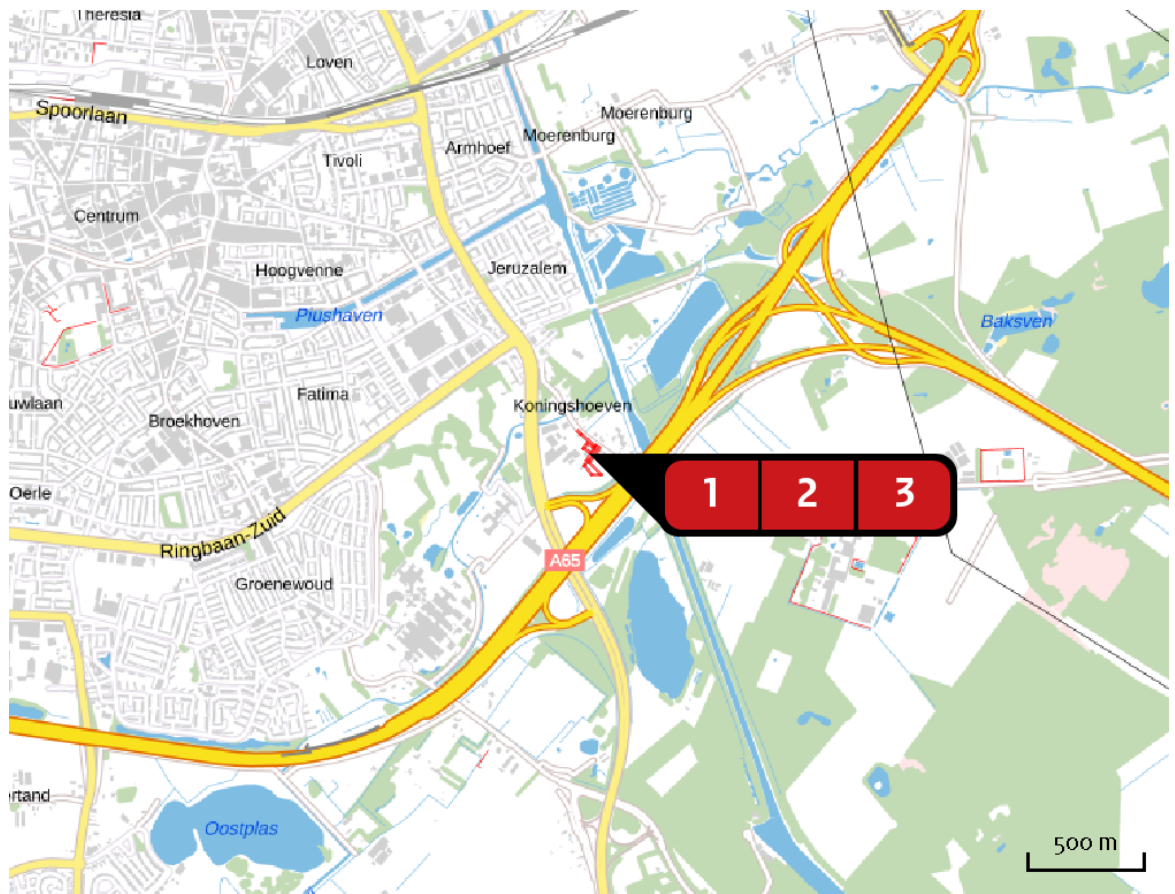 Theresia
Loven
Spoorlaan
Moerenburg
Moerenburg
Armhoef
Tivoli
Centrum
Hoogvenne
Jeruzalem
Piushaven
Baksven
Fatima
uwlaan
Koningshoeven
Broekhoven
1 2 3
Oerle
Ringbaan-Zuid
A65
Groenewoud
ertand
Oostplas
500 m